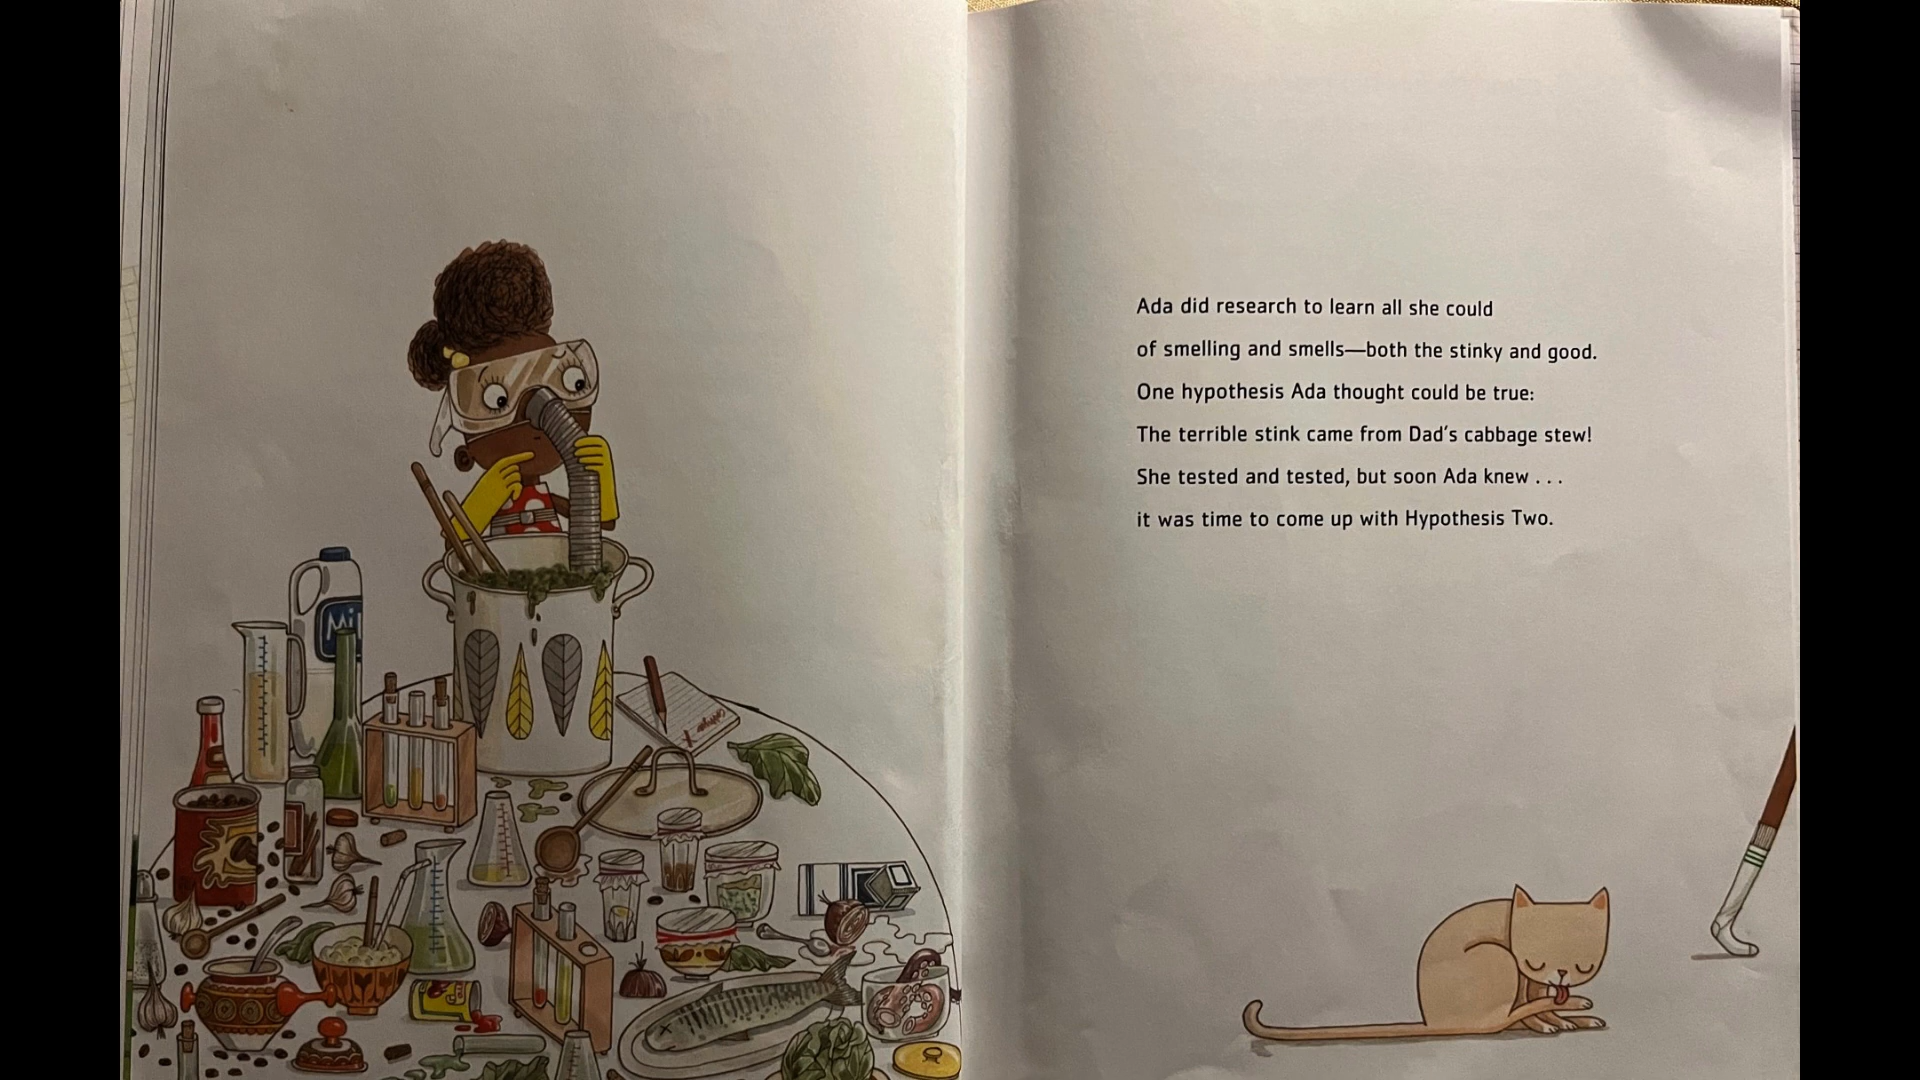 Mil
Ada did research to learn all she could
of smelling and smells—both the stinky and good.
One hypothesis Ada thought could be true:
The terrible stink came from Dad's cabbage stew!
She tested and tested, but soon Ada knew . . .
it was time to come up with Hypothesis Two.